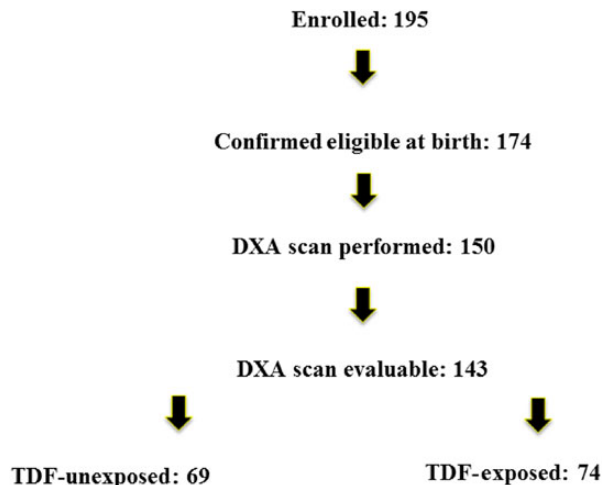 Enrolled: 195
Confirmed eligible at birth: 174
DXA scan performed: 150
DXA scan evaluable: 143
TDF-unexposed: 69
TDF-exposed: 74